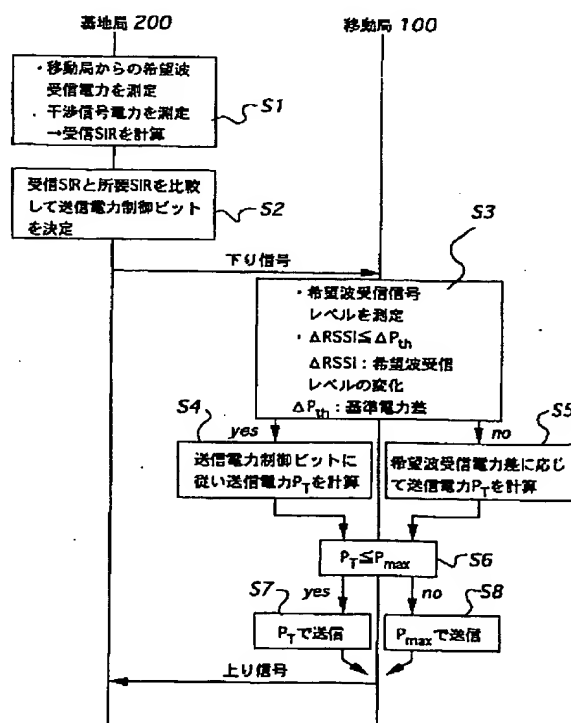 基地局 200
移動局 100
・移動局からの希望波
受信電力を測定
・干渉信号電力を測定
→受信SIRを計算
S1
受信SIRと所要SIRを比較
して送信電力制御ビット
を決定
S2
下り信号
S3
・希望波受信信号
レベルを測定
・ΔRSSI≦ΔPth
ΔRSSI:希望波受信
レベルの変化
ΔPth:基準電力差
S4
yes
no
S5
送信電力制御ビットに
従い送信電力PTを計算
希望波受信電力差に応じ
て送信電力PTを計算
PT≦Pmax
S6
S7
yes
no
S8
PTで送信
Pmaxで送信
上り信号